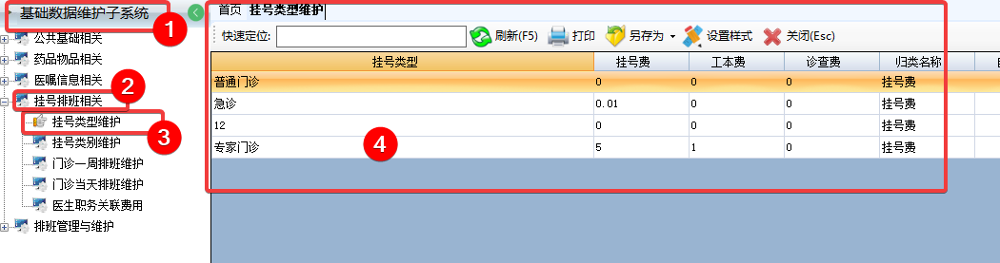 基础数据维护子系统
1
公共基础相关
药品物品相关
医嘱信息相关
2
挂号排班相关
挂号类型维护
3
挂号类别维护
门诊一周排班维护
门诊当天排班维护
医生职务关联费用
排班管理与维护
首页 挂号类型维护
快速定位: 刷新(F5) 打印 另存为 设置样式 关闭(Esc)
挂号类型 挂号费 工本费 诊查费 归类名称
普通门诊 0 0 0 挂号费
急诊 0.01 0 0 挂号费
12 0 0 0 挂号费
专家门诊 5 1 0 挂号费
4